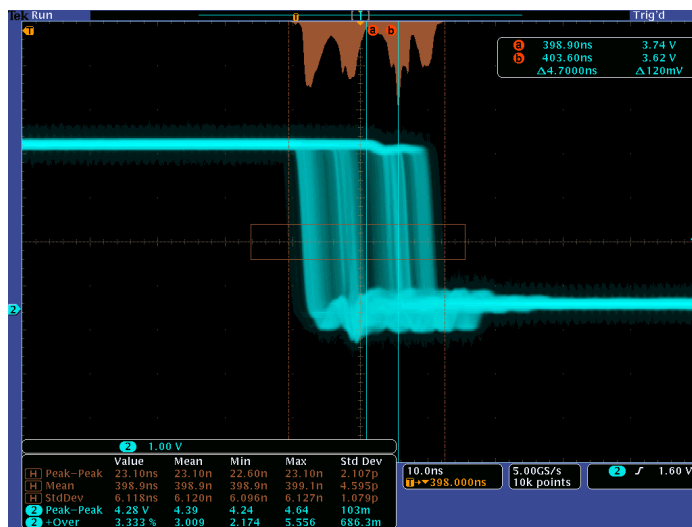 Tek Run Trig'd
T
T
a b
a 398.90ns 3.74 V
b 403.60ns 3.62 V
Δ4.7000ns Δ120mV
2
2 1.00 V
Value Mean Min Max Std Dev
H Peak-Peak 23.10ns 23.10n 22.60n 23.10n 2.107p
H Mean 398.9ns 398.9n 398.9n 399.1n 4.595p
H StdDev 6.118ns 6.120n 6.096n 6.127n 1.079p
2 Peak-Peak 4.28 V 4.39 4.24 4.64 103m
2 +Over 3.333 % 3.009 2.174 5.556 686.3m
10.0ns
T→▼398.000ns
5.00GS/s
10k points
2 ʃ 1.60 V